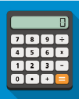 0
7 8 9 ÷
4 5 6 ×
1 2 3 -
0 • + =